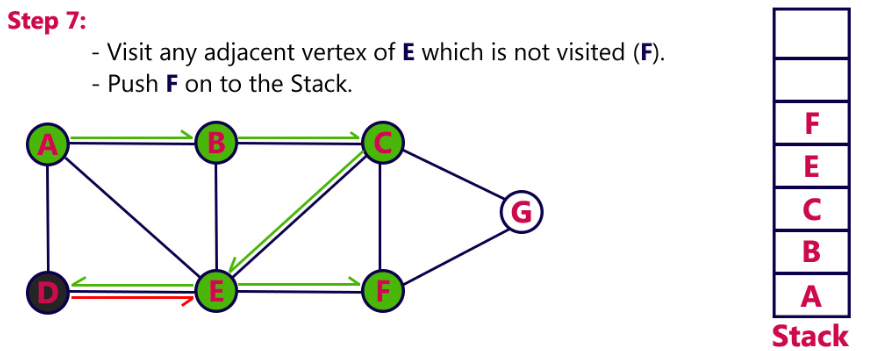 Step 7:
- Visit any adjacent vertex of E which is not visited (F).
- Push F on to the Stack.
A
B
C
G
D
E
F
F
E
C
B
A
Stack